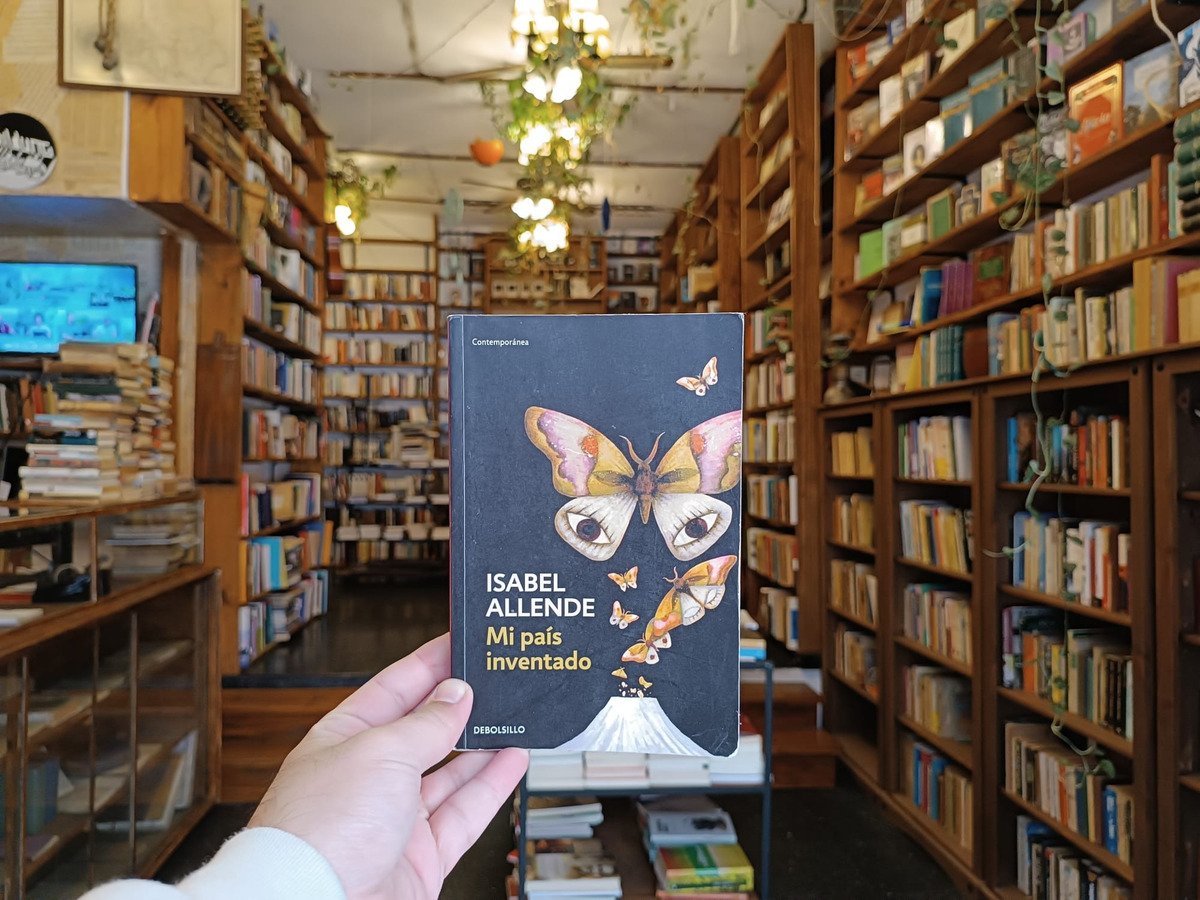 Contemporánea
ISABEL
ALLENDE
Mi país
inventado
DEBOLSILLO